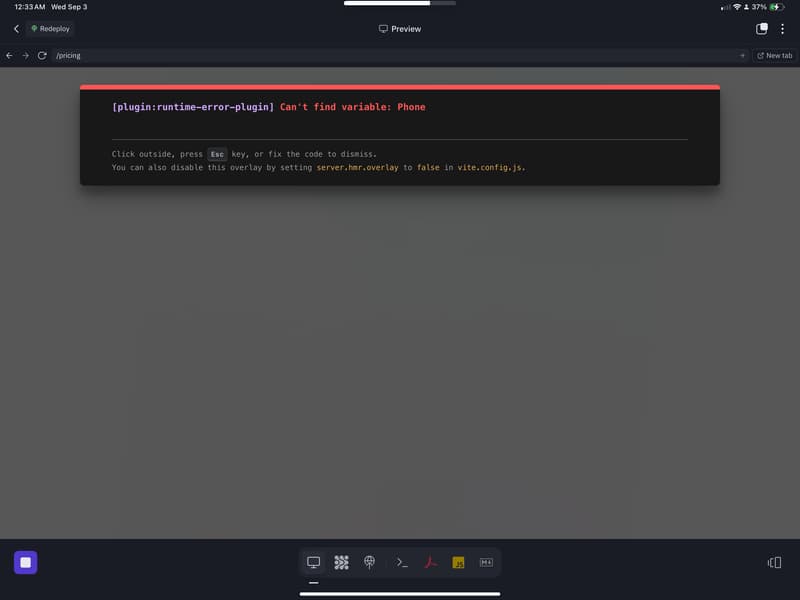 12:33 AM Wed Sep 3
37%
Redeploy
Preview
/pricing
New tab
[plugin:runtime-error-plugin] Can't find variable: Phone
Click outside, press Esc key, or fix the code to dismiss.
You can also disable this overlay by setting server.hmr.overlay to false in vite.config.js.
>_
JS
M↓